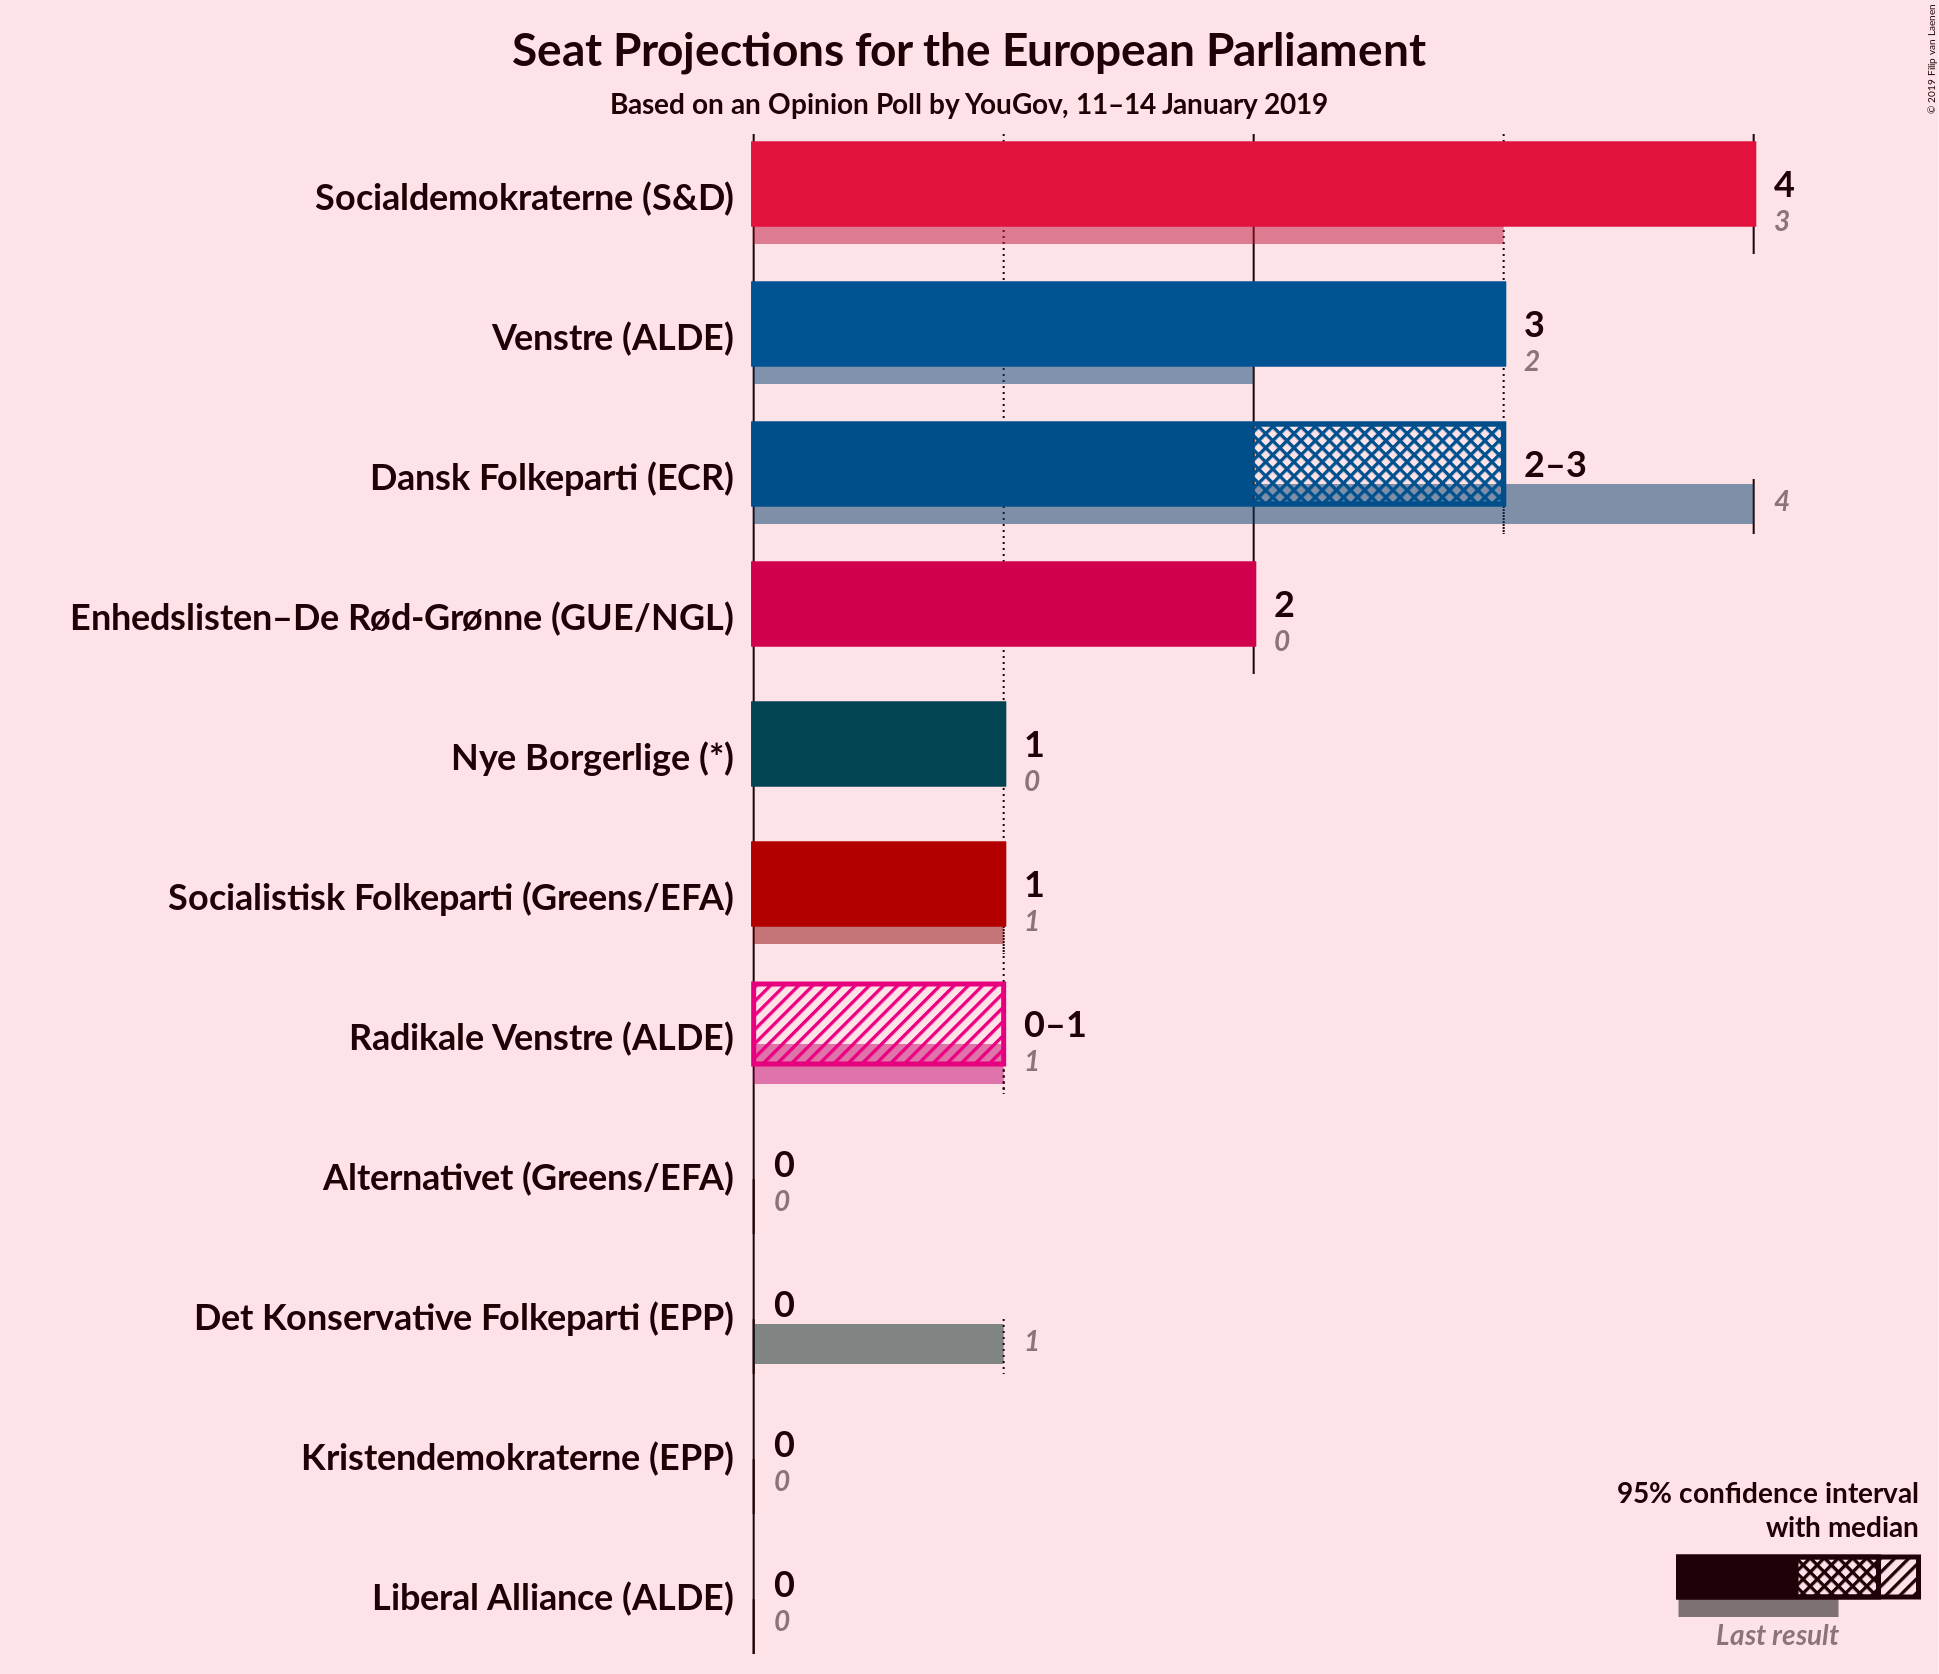 Seat Projections for the European Parliament
Based on an Opinion Poll by YouGov, 11–14 January 2019
© 2019 Filip van Laenen
Socialdemokraterne (S&D)
4
3
Venstre (ALDE)
3
2
Dansk Folkeparti (ECR)
2–3
4
Enhedslisten–De Rød-Grønne (GUE/NGL)
2
0
Nye Borgerlige (*)
1
0
Socialistisk Folkeparti (Greens/EFA)
1
1
Radikale Venstre (ALDE)
0–1
1
Alternativet (Greens/EFA)
0
0
Det Konservative Folkeparti (EPP)
0
1
Kristendemokraterne (EPP)
0
0
Liberal Alliance (ALDE)
0
0
95% confidence interval
with median
Last result